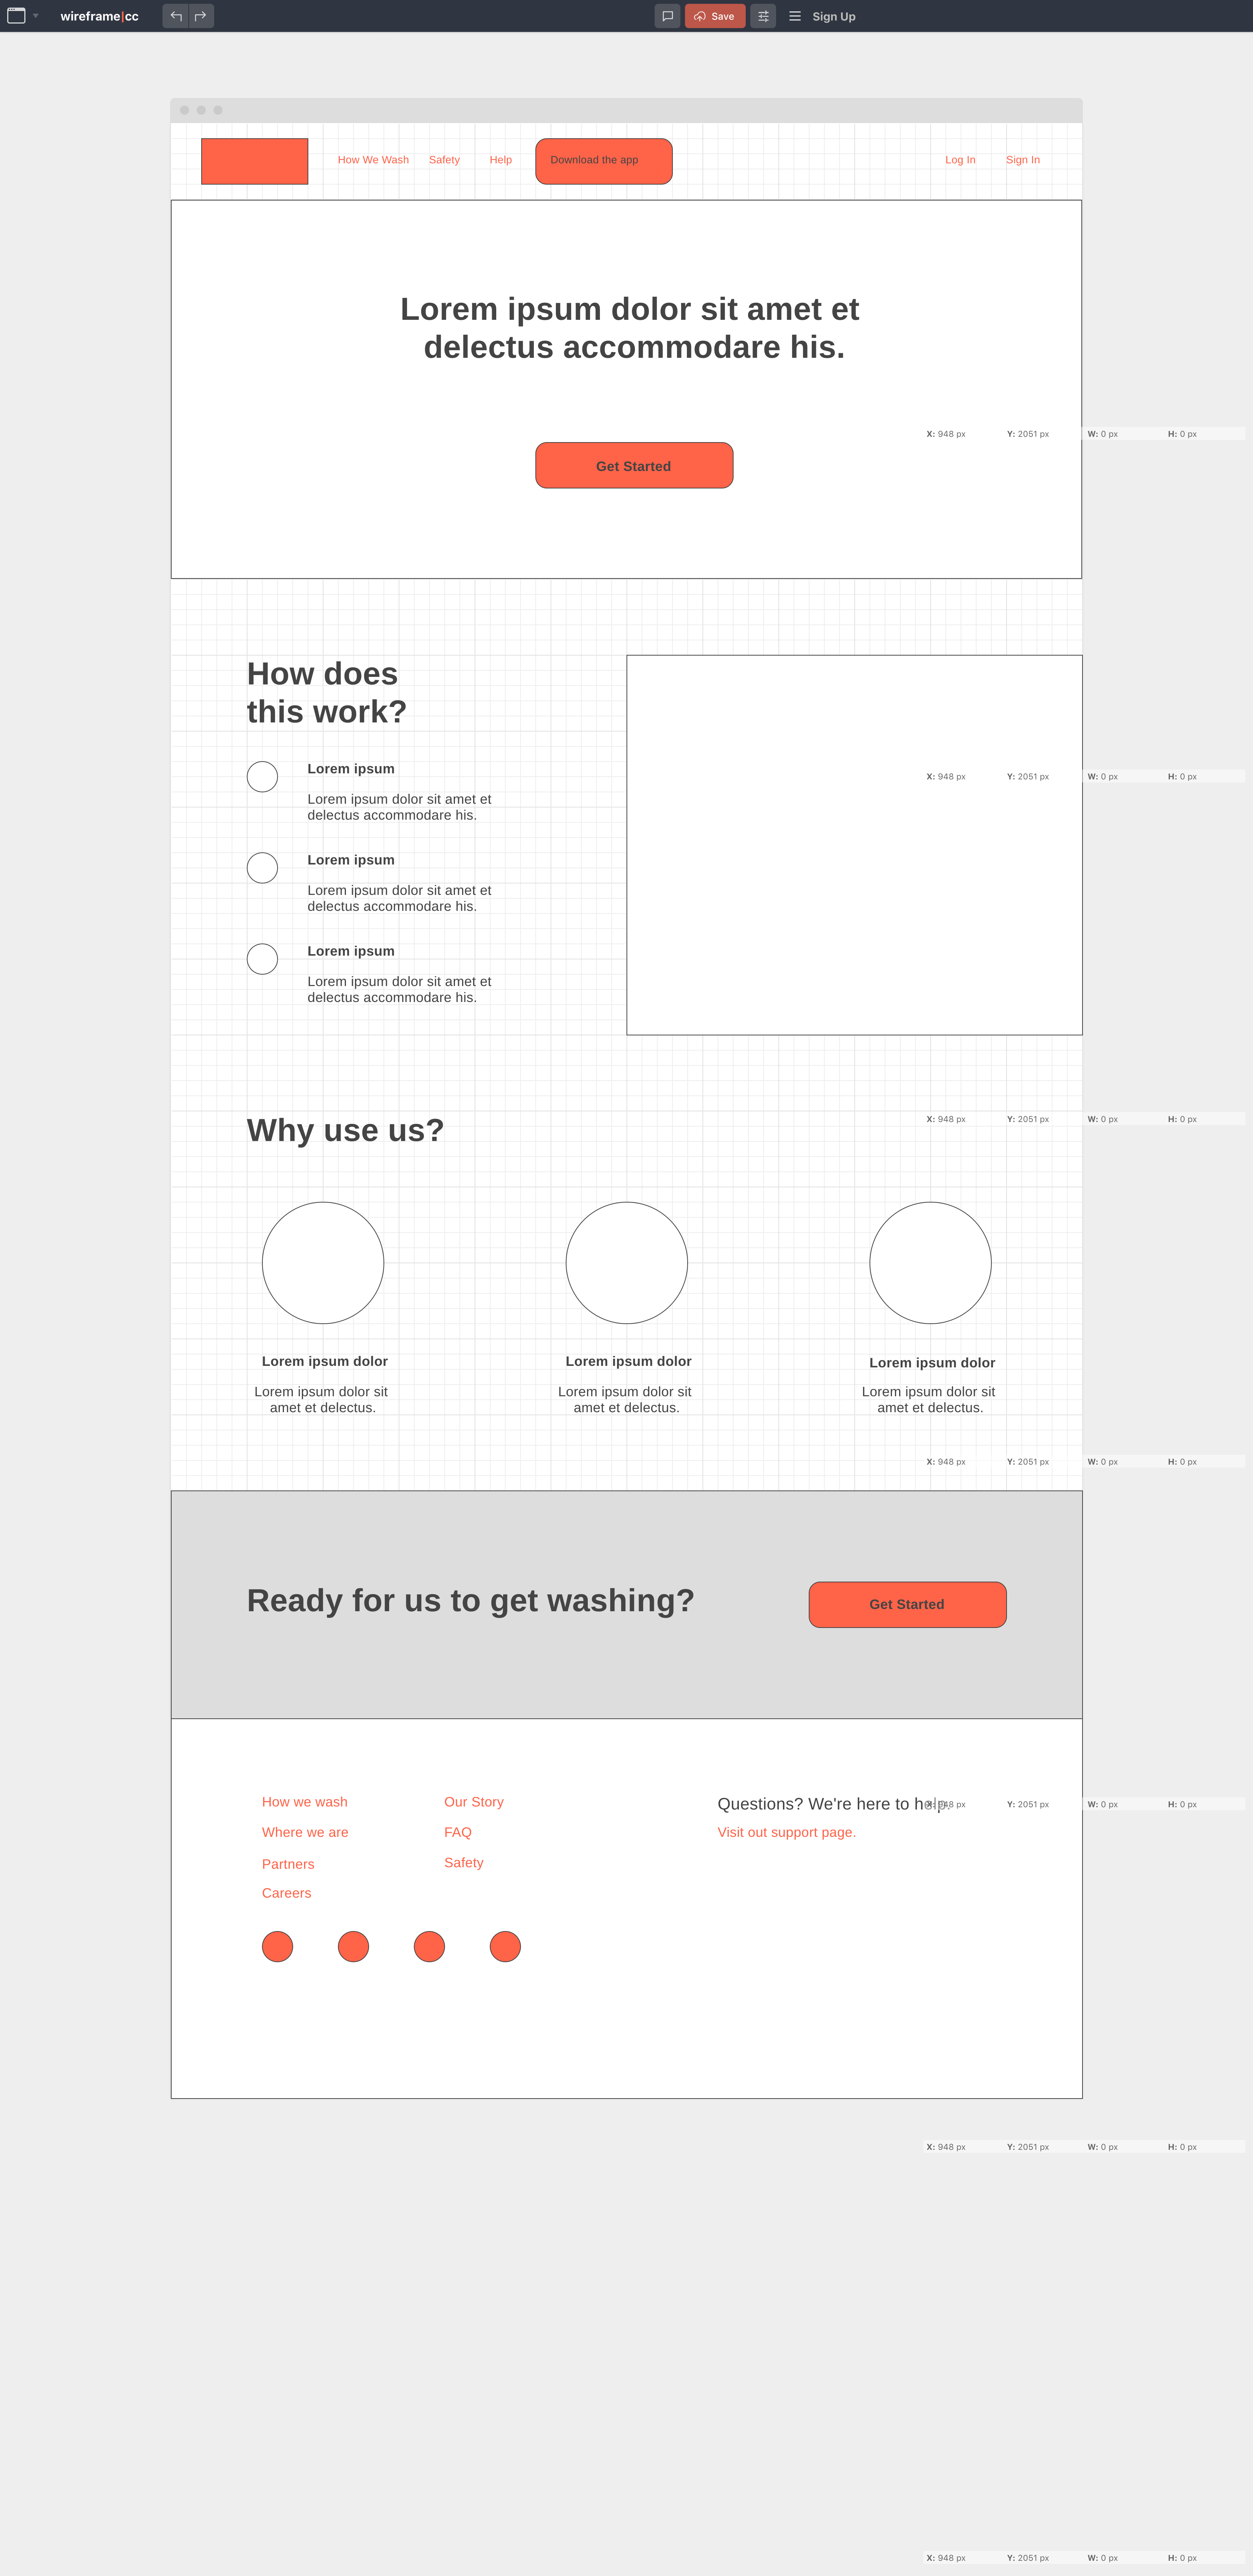 wireframe|cc
Save
Sign Up
How We Wash Safety Help Download the app Log In Sign In
Lorem ipsum dolor sit amet et
delectus accommodare his.
X: 948 px Y: 2051 px W: 0 px H: 0 px
Get Started
How does
this work?
Lorem ipsum
X: 948 px Y: 2051 px W: 0 px H: 0 px
Lorem ipsum dolor sit amet et
delectus accommodare his.
Lorem ipsum
Lorem ipsum dolor sit amet et
delectus accommodare his.
Lorem ipsum
Lorem ipsum dolor sit amet et
delectus accommodare his.
X: 948 px Y: 2051 px W: 0 px H: 0 px
Why use us?
Lorem ipsum dolor
Lorem ipsum dolor sit
amet et delectus.
Lorem ipsum dolor
Lorem ipsum dolor sit
amet et delectus.
Lorem ipsum dolor
Lorem ipsum dolor sit
amet et delectus.
X: 948 px Y: 2051 px W: 0 px H: 0 px
Ready for us to get washing?
Get Started
How we wash
Where we are
Partners
Careers
Our Story
FAQ
Safety
Questions? We're here to help.
X: 948 px Y: 2051 px W: 0 px H: 0 px
Visit out support page.
X: 948 px Y: 2051 px W: 0 px H: 0 px
X: 948 px Y: 2051 px W: 0 px H: 0 px